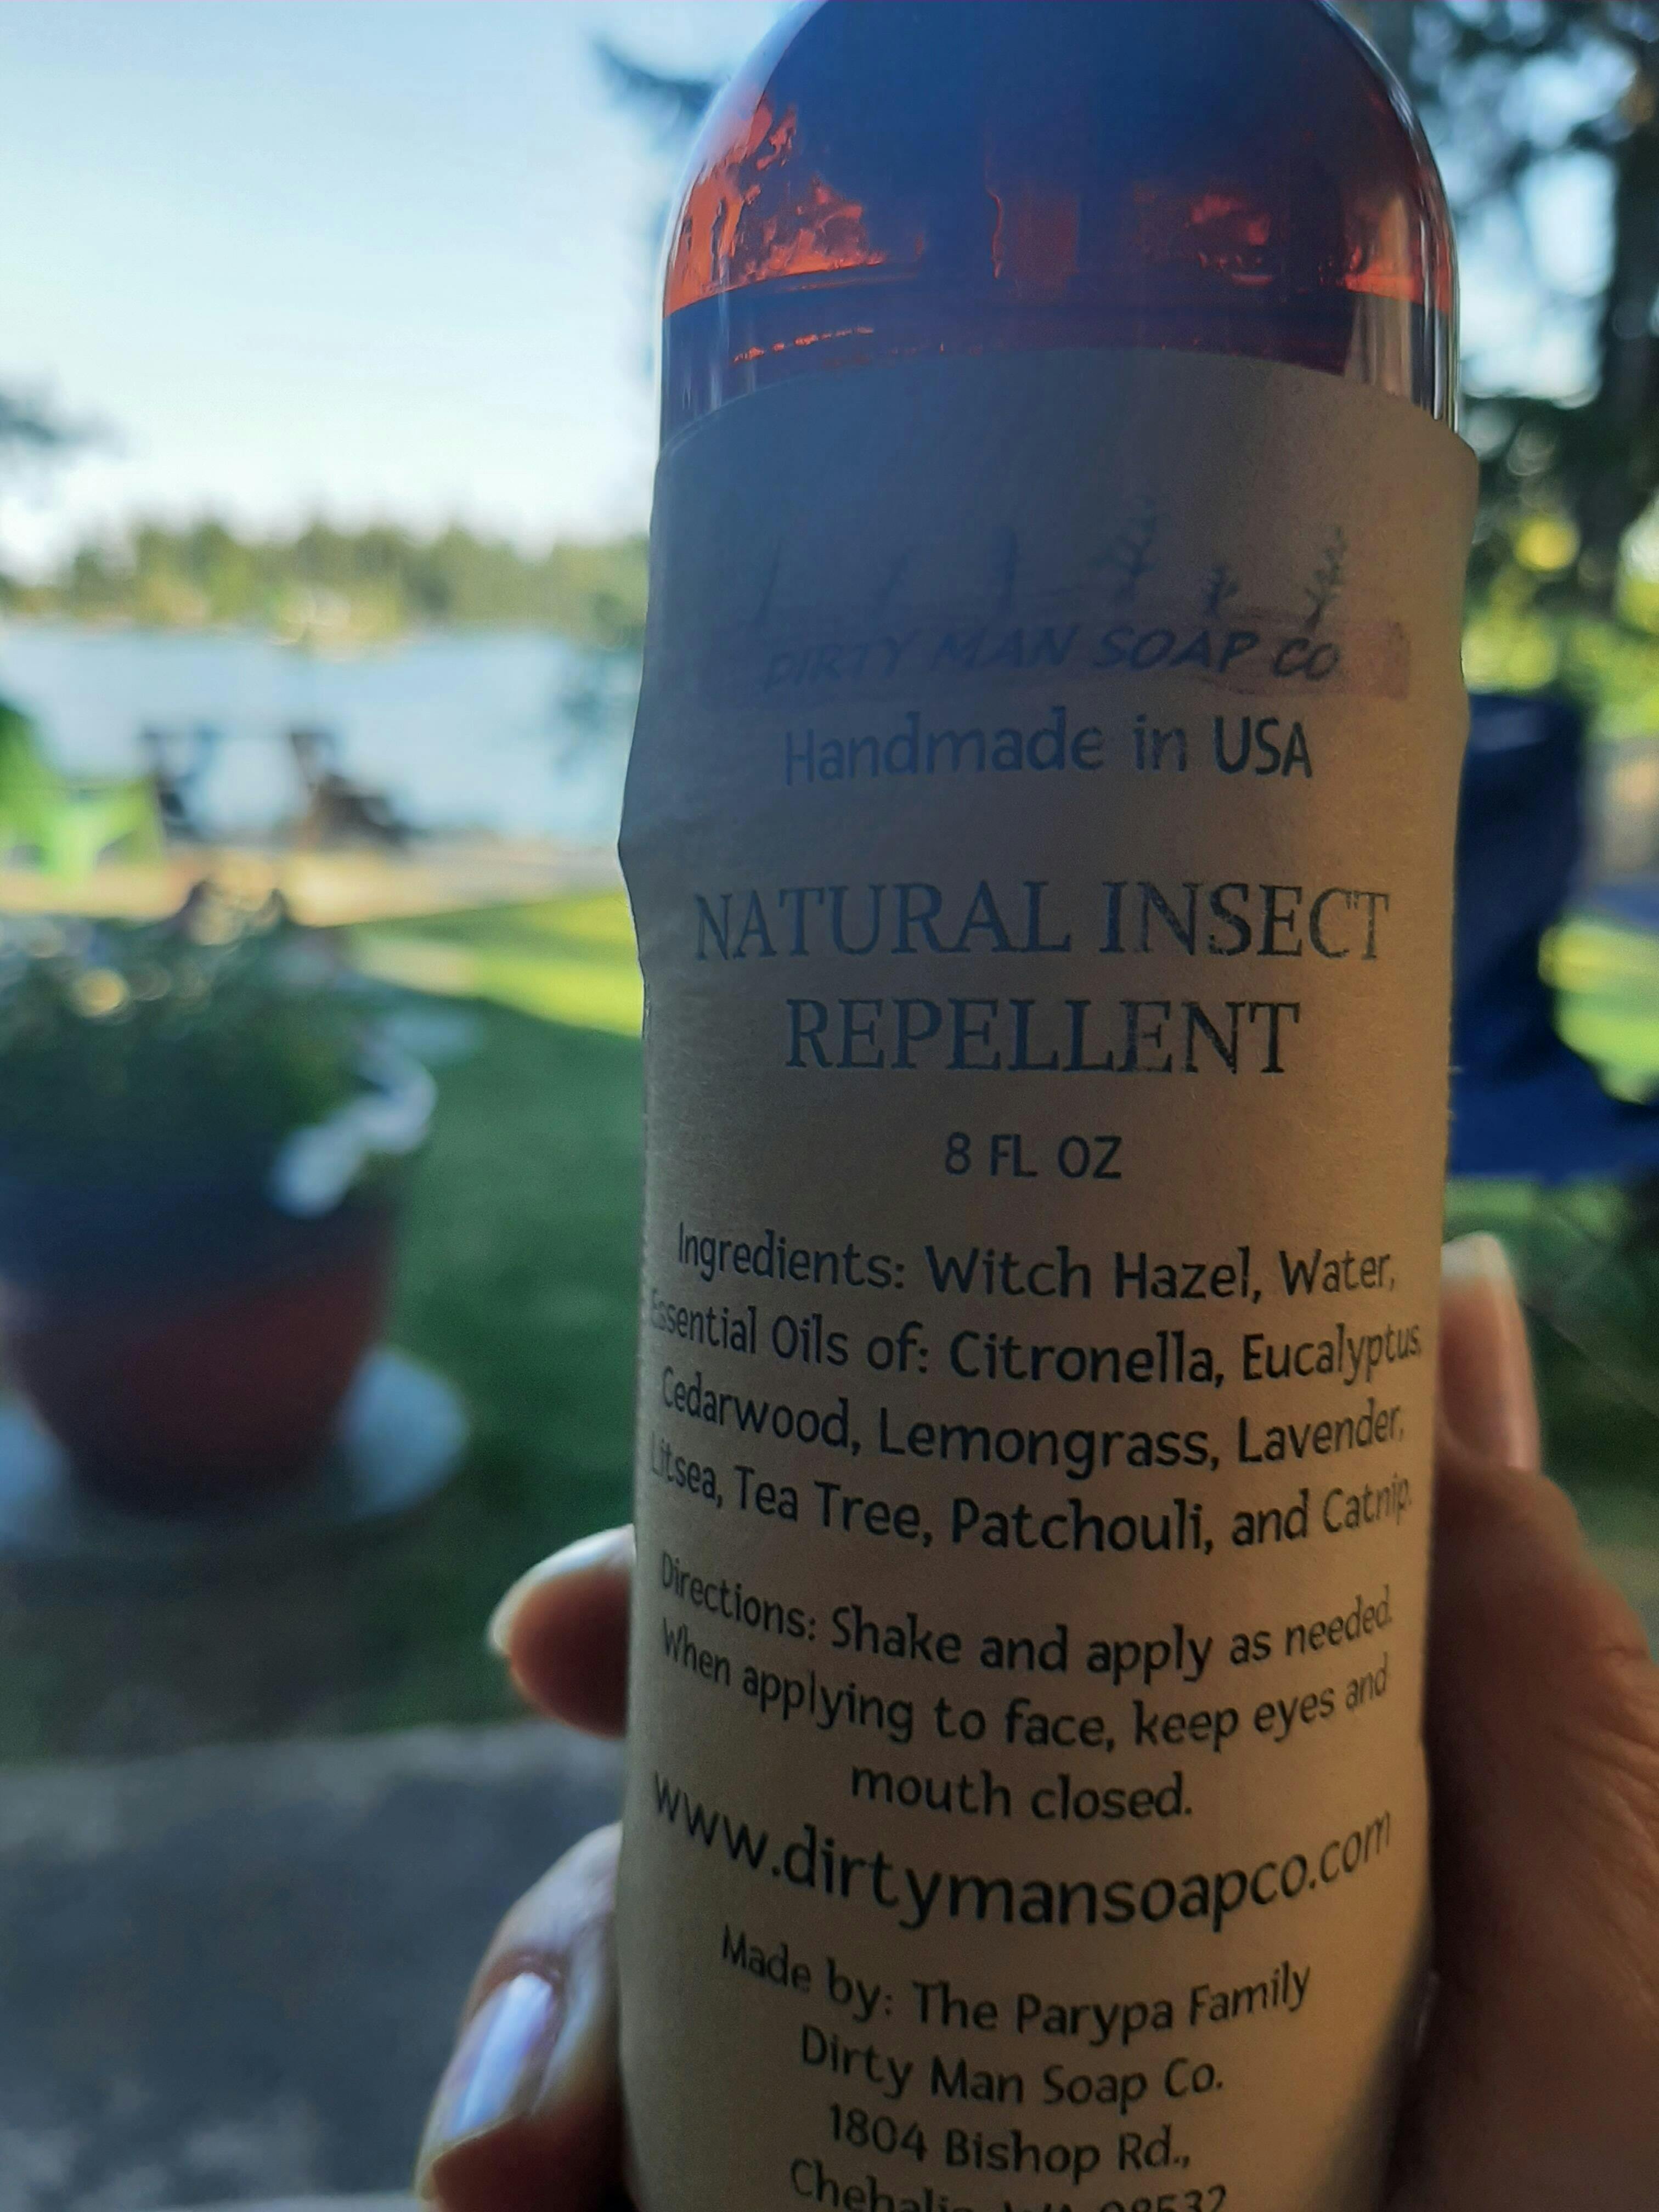 DIRTY MAN SOAP CO
Handmade in USA
NATURAL INSECT
REPELLENT
8 FL OZ
Ingredients: Witch Hazel, Water,
Essential Oils of: Citronella, Eucalyptus,
Cedarwood, Lemongrass, Lavender,
Litsea, Tea Tree, Patchouli, and Catnip.
Directions: Shake and apply as needed.
When applying to face, keep eyes and
mouth closed.
www.dirtymansoapco.com
Made by: The Parypa Family
Dirty Man Soap Co.
1804 Bishop Rd.,
Chehalis, WA 98532